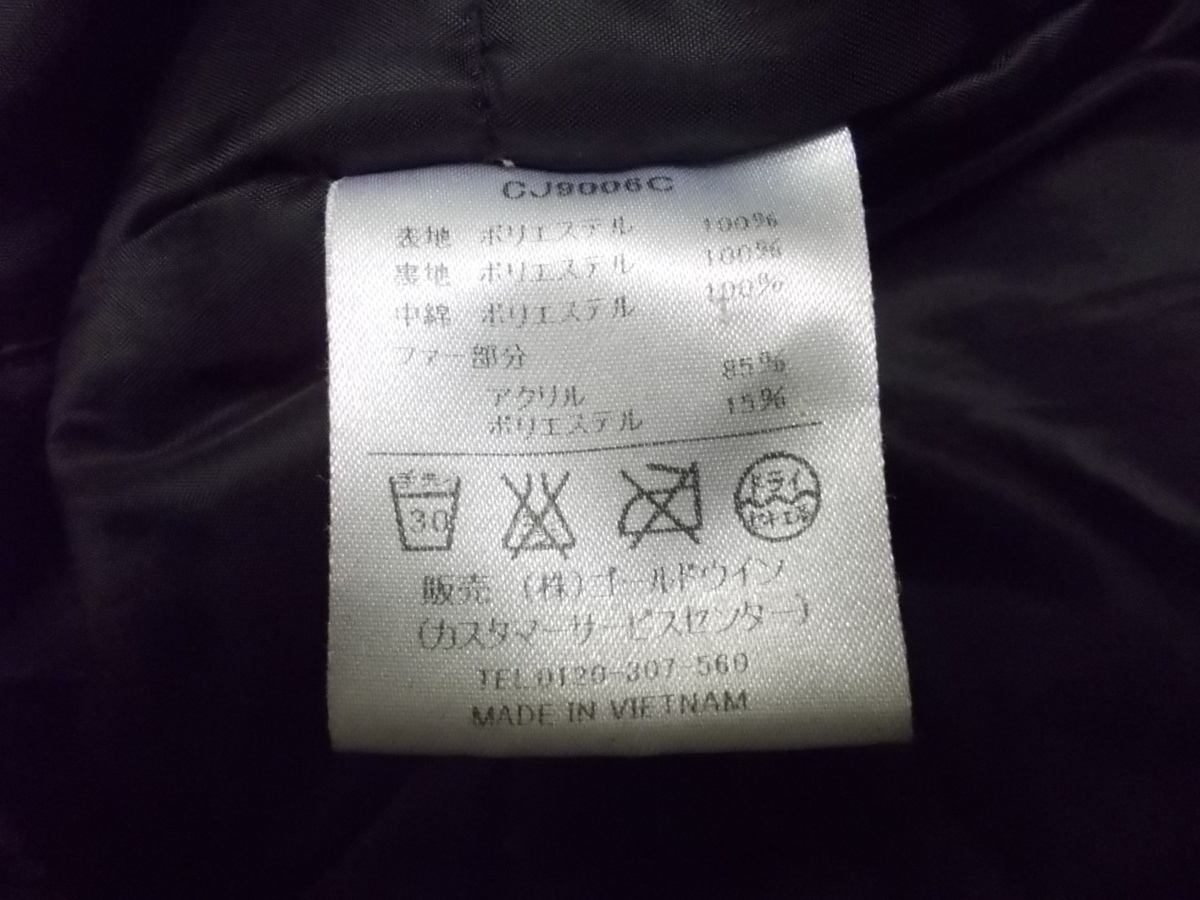 CJ9006C
表地 ポリエステル 100%
裏地 ポリエステル 100%
中綿 ポリエステル 100%
ファー部分
アクリル 85%
ポリエステル 15%
30
ドライ
セキユ系
販売 (株)ゴールドウイン
(カスタマーサービスセンター)
TEL.0120-307-560
MADE IN VIETNAM